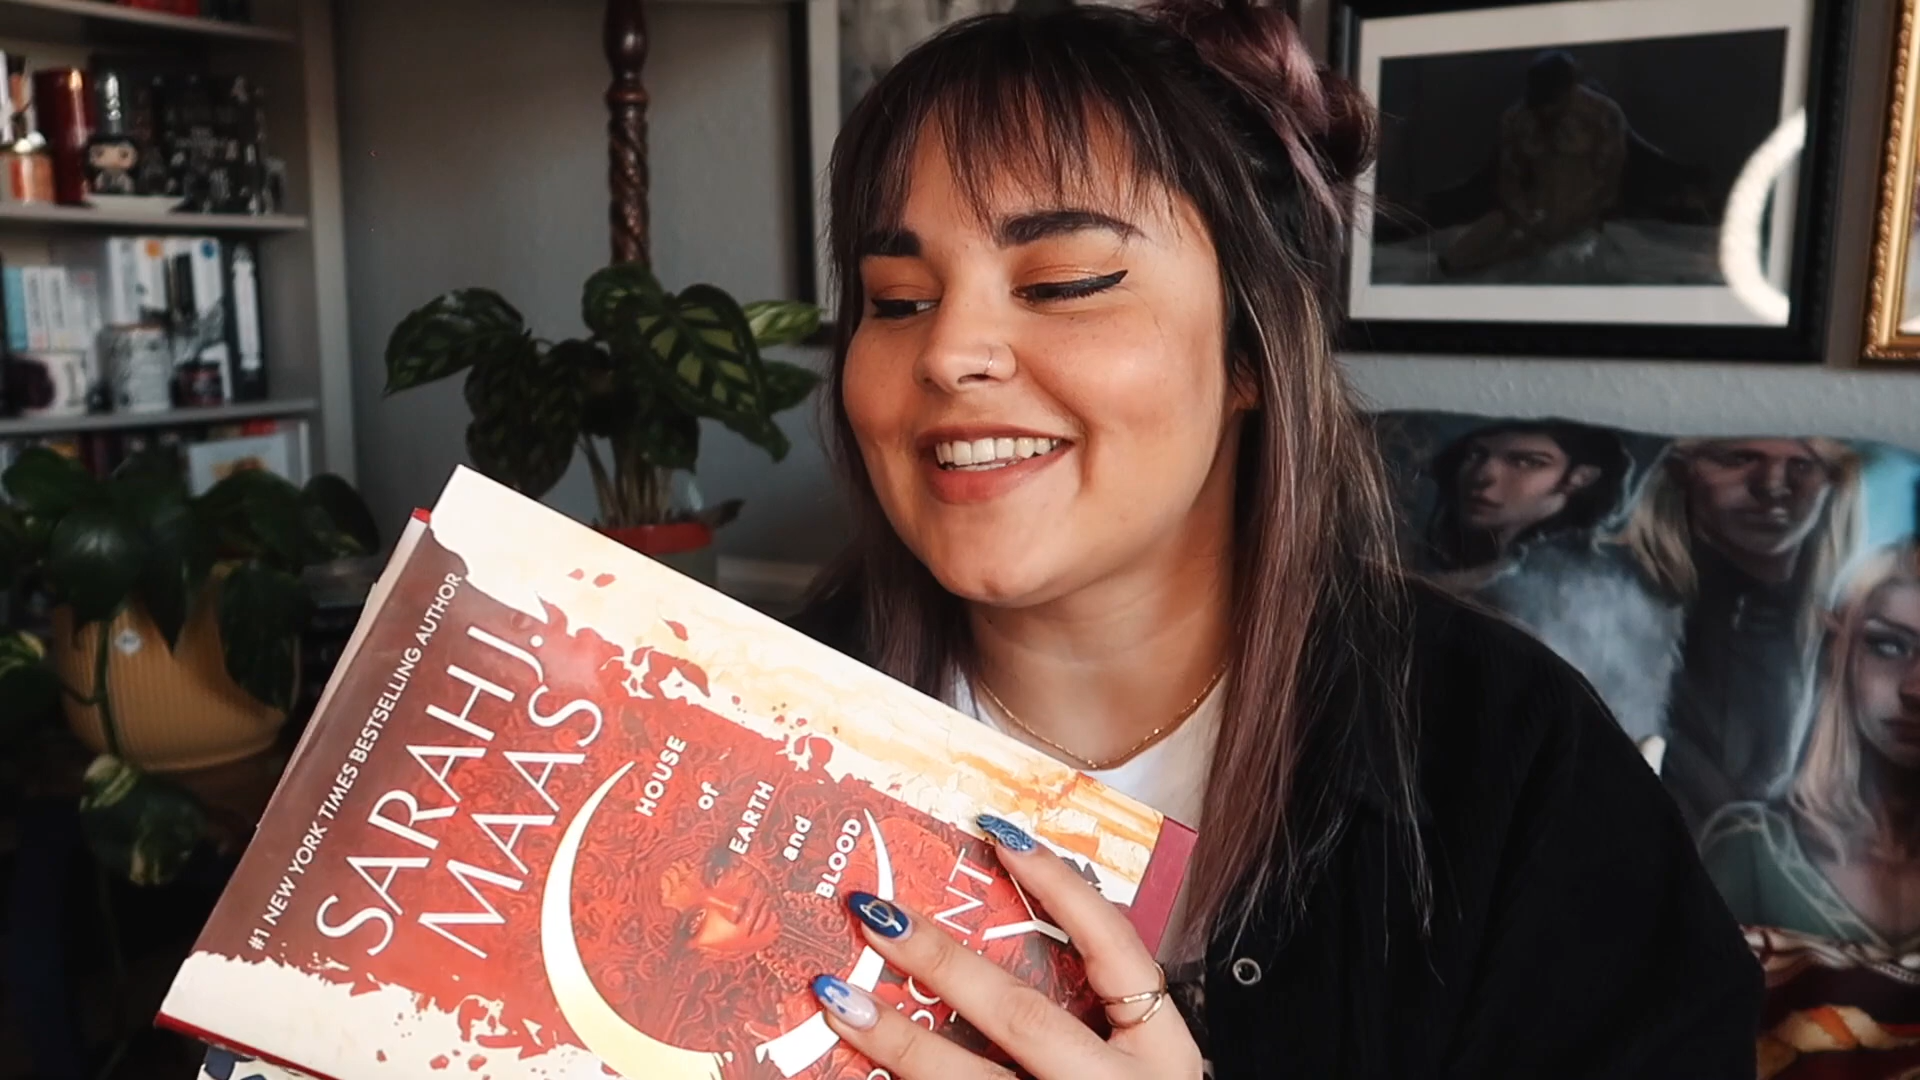 #1 NEW YORK TIMES BESTSELLING AUTHOR
SARAH J.
MAAS
HOUSE
of
EARTH
and
BLOOD